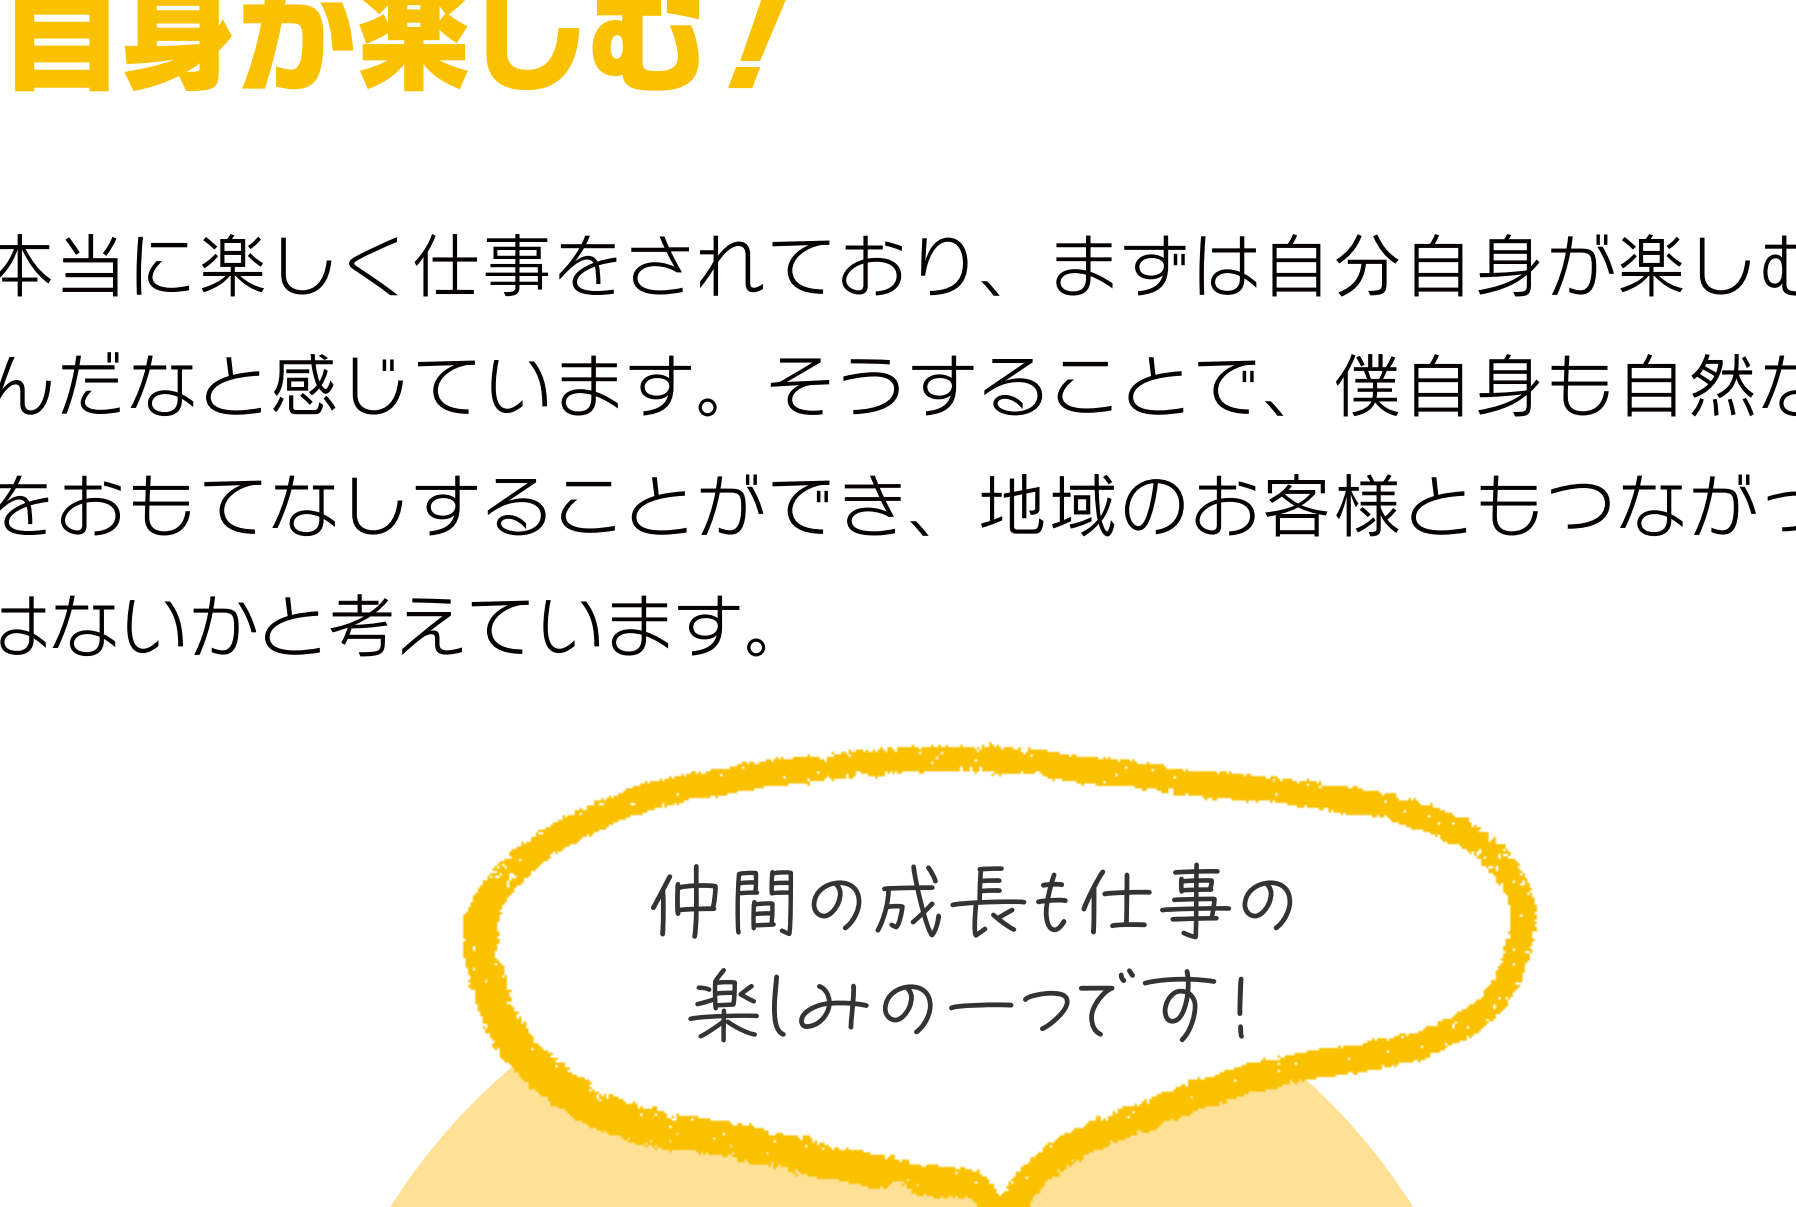 自身が楽しむ！
本当に楽しく仕事をされており、まずは自分自身が楽しむ
んだなと感じています。そうすることで、僕自身も自然な
をおもてなしすることができ、地域のお客様ともつながっ
はないかと考えています。
仲間の成長も仕事の
楽しみの一つです！